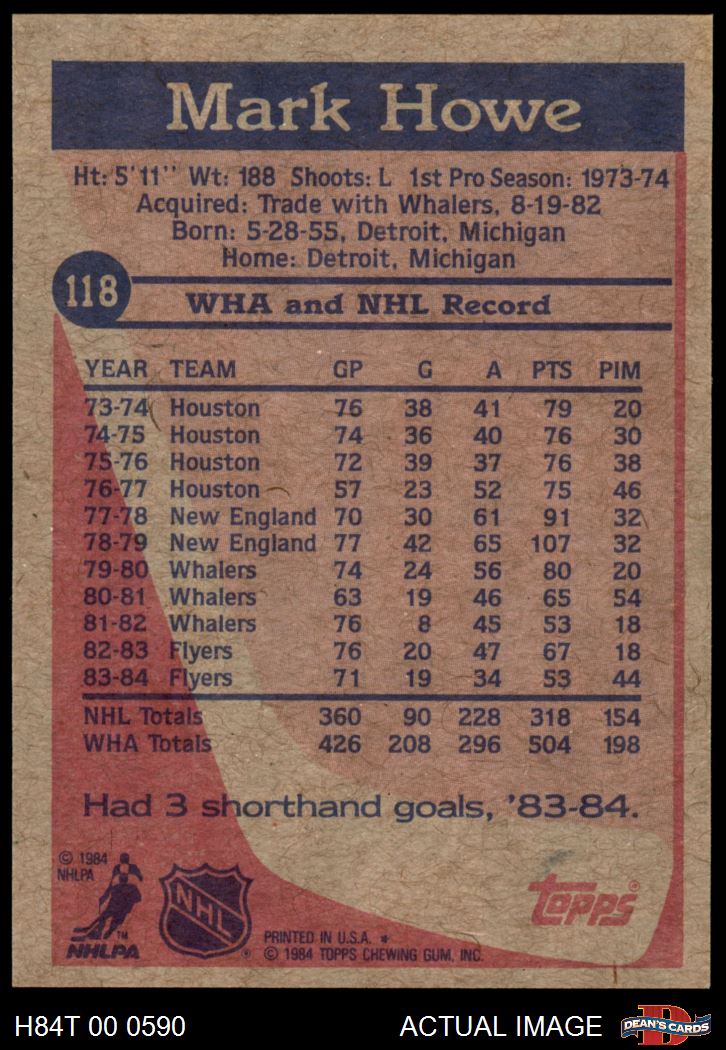 Mark Howe
Ht: 5'11'' Wt: 188 Shoots: L 1st Pro Season: 1973-74
Acquired: Trade with Whalers, 8-19-82
Born: 5-28-55, Detroit, Michigan
Home: Detroit, Michigan
118
WHA and NHL Record
YEAR TEAM GP G A PTS PIM
73-74 Houston 76 38 41 79 20
74-75 Houston 74 36 40 76 30
75-76 Houston 72 39 37 76 38
76-77 Houston 57 23 52 75 46
77-78 New England 70 30 61 91 32
78-79 New England 77 42 65 107 32
79-80 Whalers 74 24 56 80 20
80-81 Whalers 63 19 46 65 54
81-82 Whalers 76 8 45 53 18
82-83 Flyers 76 20 47 67 18
83-84 Flyers 71 19 34 53 44
NHL Totals 360 90 228 318 154
WHA Totals 426 208 296 504 198
Had 3 shorthand goals, '83-84.
© 1984
NHLPA
TM
NHLPA
NHL
®
topps®
PRINTED IN U.S.A. *
© 1984 TOPPS CHEWING GUM, INC.
H84T 00 0590
ACTUAL IMAGE
D
DEAN'S CARDS